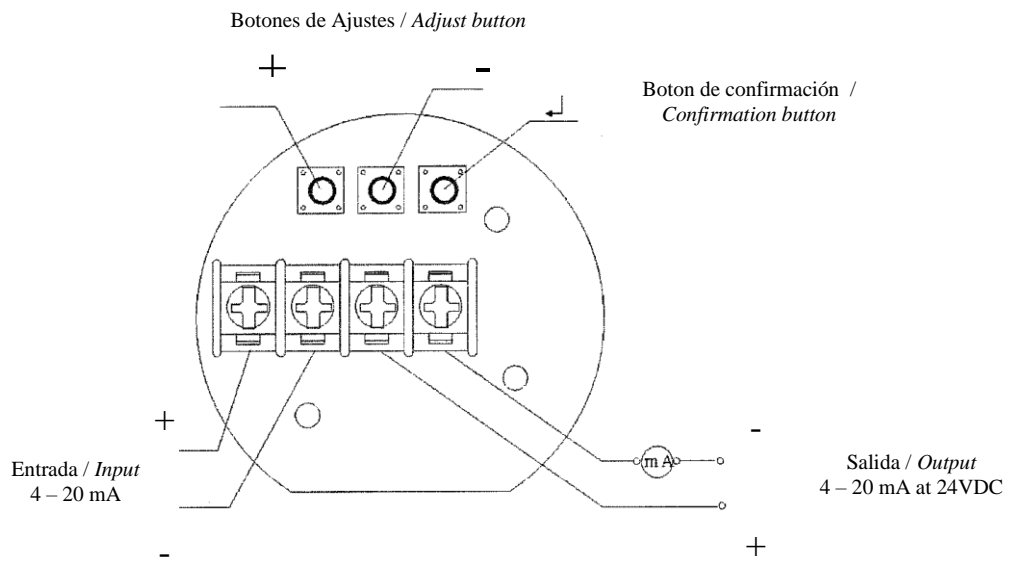 Botones de Ajustes / Adjust button
+ -
Boton de confirmación /
Confirmation button
+
-
Entrada / Input
4 – 20 mA
mA
Salida / Output
4 – 20 mA at 24VDC
-
+